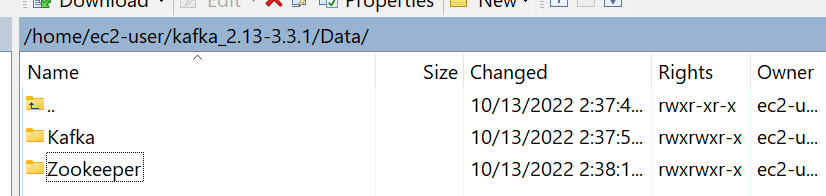 Download Edit Properties New
/home/ec2-user/kafka_2.13-3.3.1/Data/
Name Size Changed Rights Owner
.. 10/13/2022 2:37:4... rwxr-xr-x ec2-u...
Kafka 10/13/2022 2:37:5... rwxrwxr-x ec2-u...
Zookeeper 10/13/2022 2:38:1... rwxrwxr-x ec2-u...